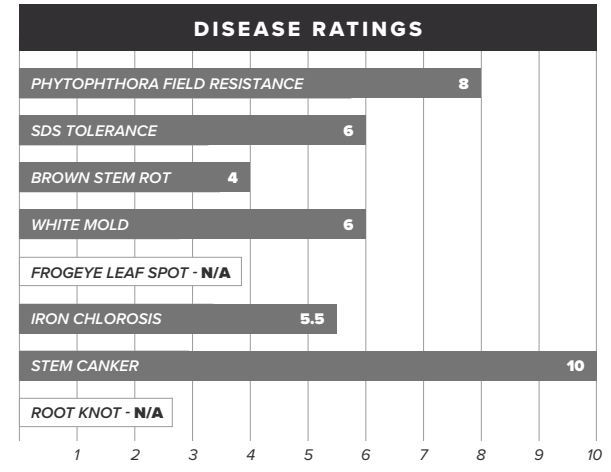 DISEASE RATINGS
PHYTOPHTHORA FIELD RESISTANCE 8
SDS TOLERANCE 6
BROWN STEM ROT 4
WHITE MOLD 6
FROGEYE LEAF SPOT - N/A
IRON CHLOROSIS 5.5
STEM CANKER 10
ROOT KNOT - N/A
1 2 3 4 5 6 7 8 9 10